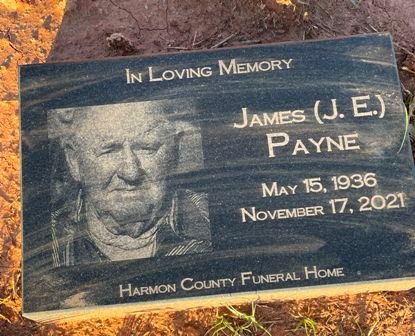 In Loving Memory
James (J. E.)
Payne
May 15, 1936
November 17, 2021
Harmon County Funeral Home